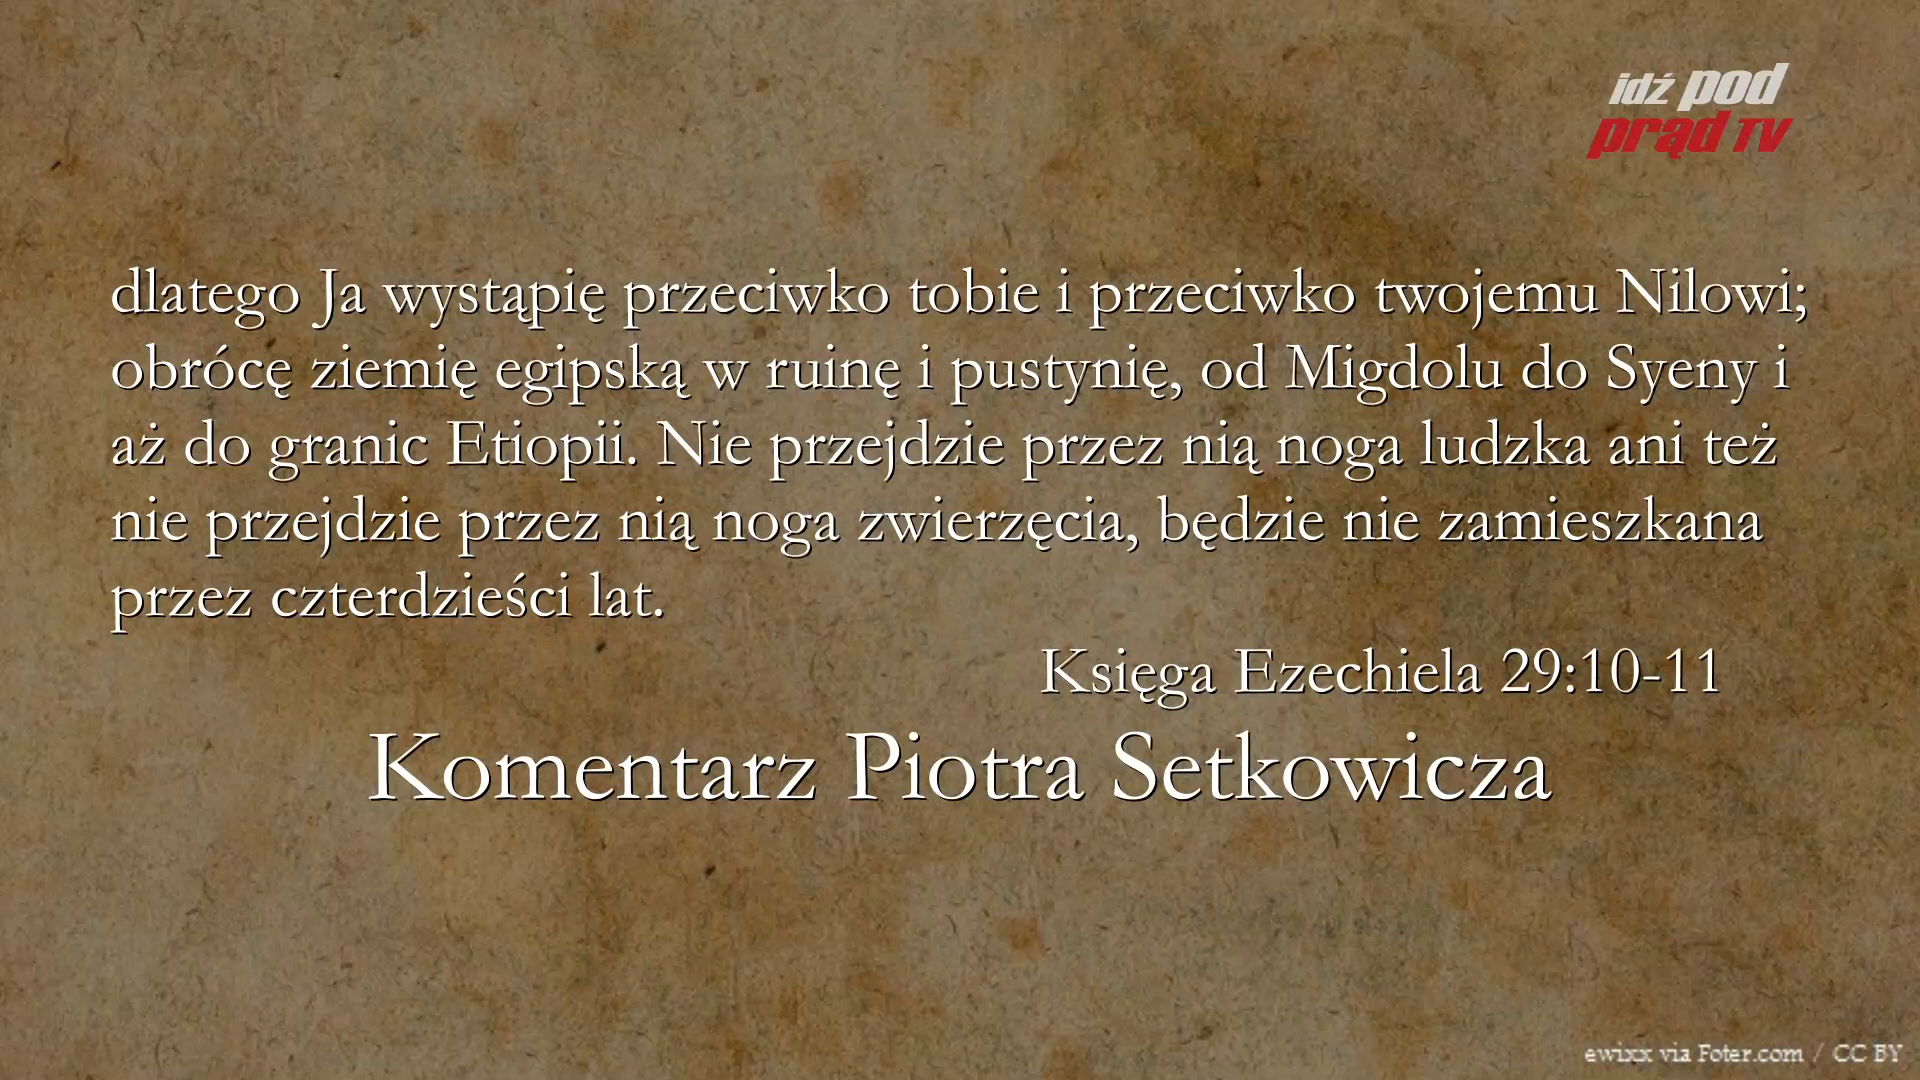 idź pod
prąd TV
dlatego Ja wystąpię przeciwko tobie i przeciwko twojemu Nilowi;
obrócę ziemię egipską w ruinę i pustynię, od Migdolu do Syeny i
aż do granic Etiopii. Nie przejdzie przez nią noga ludzka ani też
nie przejdzie przez nią noga zwierzęcia, będzie nie zamieszkana
przez czterdzieści lat.
Księga Ezechiela 29:10-11
Komentarz Piotra Setkowicza
ewixx via Foter.com / CC BY